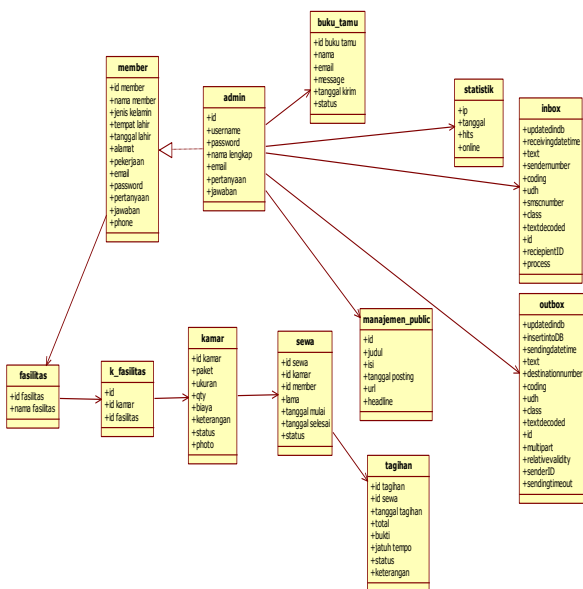 buku_tamu
+id buku tamu
+nama
+email
+message
+tanggal kirim
+status
member
+id member
+nama member
+jenis kelamin
+tempat lahir
+tanggal lahir
+alamat
+pekerjaan
+email
+password
+pertanyaan
+jawaban
+phone
admin
+id
+username
+password
+nama lengkap
+email
+pertanyaan
+jawaban
statistik
+ip
+tanggal
+hits
+online
inbox
+updatedindb
+receivingdatetime
+text
+sendernumber
+coding
+udh
+smscnumber
+class
+textdecoded
+id
+reciepientID
+process
manajemen_public
+id
+judul
+isi
+tanggal posting
+url
+headline
outbox
+updatedindb
+insertintoDB
+sendingdatetime
+text
+destinationnumber
+coding
+udh
+class
+textdecoded
+id
+multipart
+relativevalidity
+senderID
+sendingtimeout
fasilitas
+id fasilitas
+nama fasilitas
k_fasilitas
+id
+id kamar
+id fasilitas
kamar
+id kamar
+paket
+ukuran
+qty
+biaya
+keterangan
+status
+photo
sewa
+id sewa
+id kamar
+id member
+lama
+tanggal mulai
+tanggal selesai
+status
tagihan
+id tagihan
+id sewa
+tanggal tagihan
+total
+bukti
+jatuh tempo
+status
+keterangan